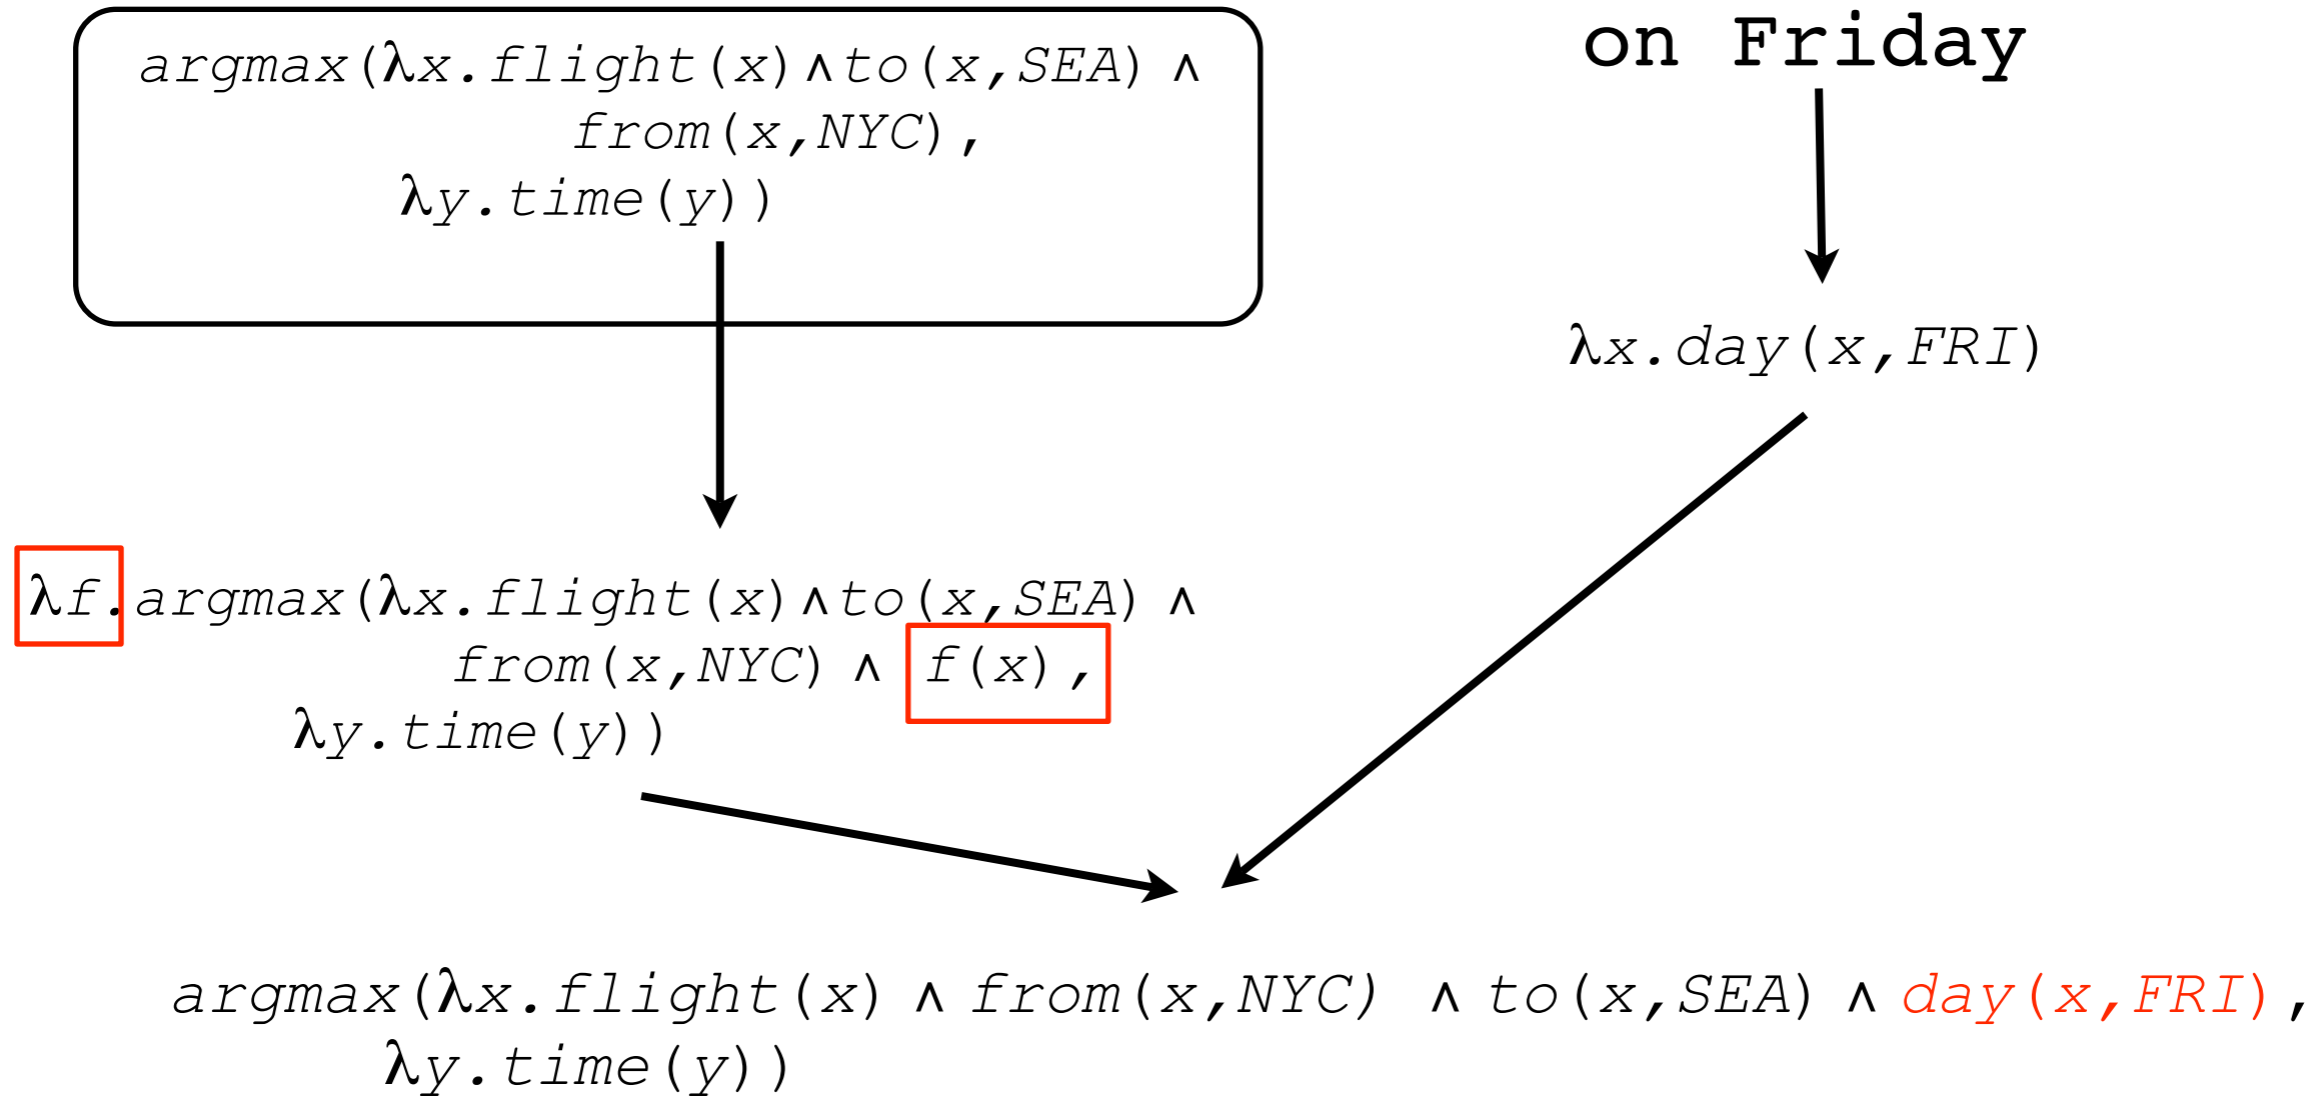 argmax(λx.flight(x)∧to(x,SEA) ∧
from(x,NYC),
λy.time(y))
on Friday
λx.day(x,FRI)
λf.argmax(λx.flight(x)∧to(x,SEA) ∧
from(x,NYC) ∧ f(x),
λy.time(y))
argmax(λx.flight(x) ∧ from(x,NYC) ∧ to(x,SEA) ∧ day(x,FRI),
λy.time(y))